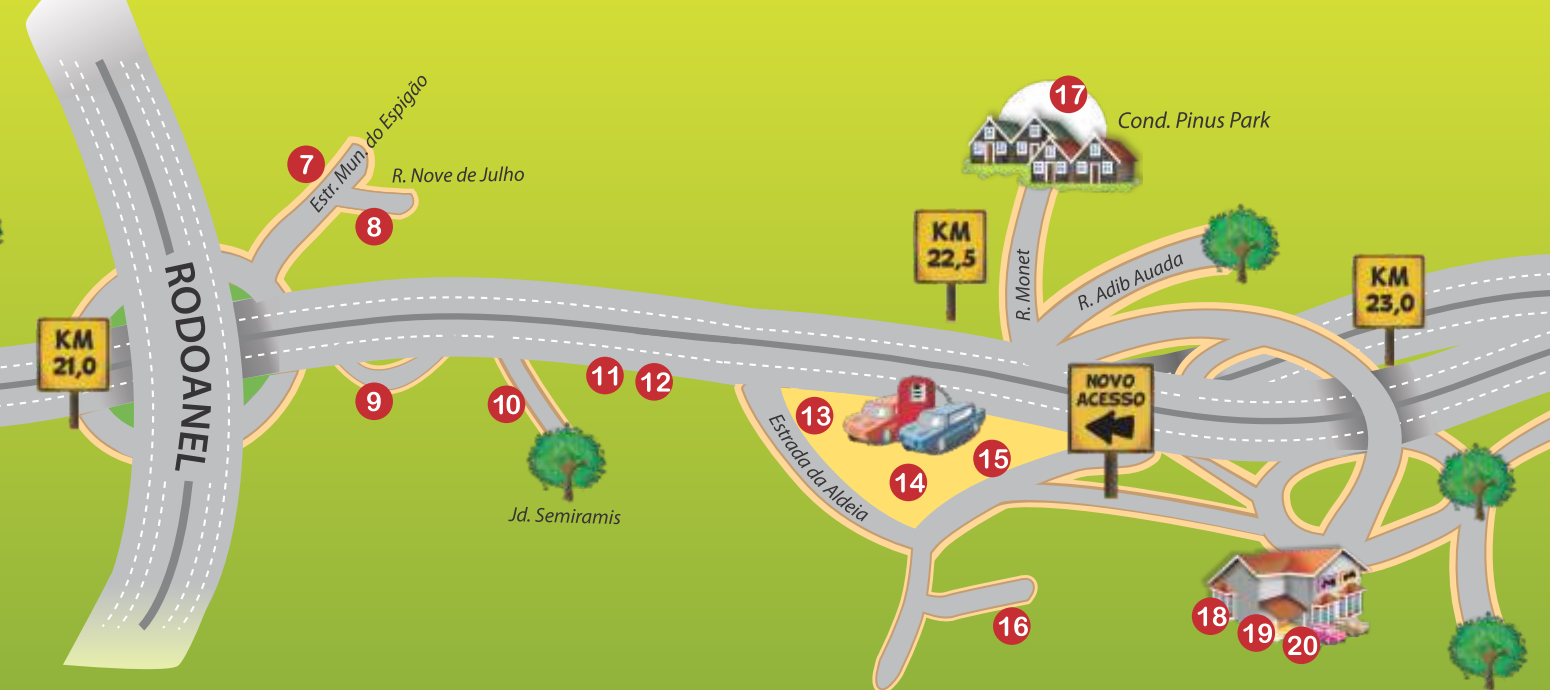 RODOANEL
KM
21,0
7
Estr. Mun. do Espigão
R. Nove de Julho
8
9
10
Jd. Semiramis
11
12
13
14
15
Estrada da Aldeia
16
17
Cond. Pinus Park
KM
22,5
R. Monet
R. Adib Auada
KM
23,0
NOVO
ACESSO
18
19
20